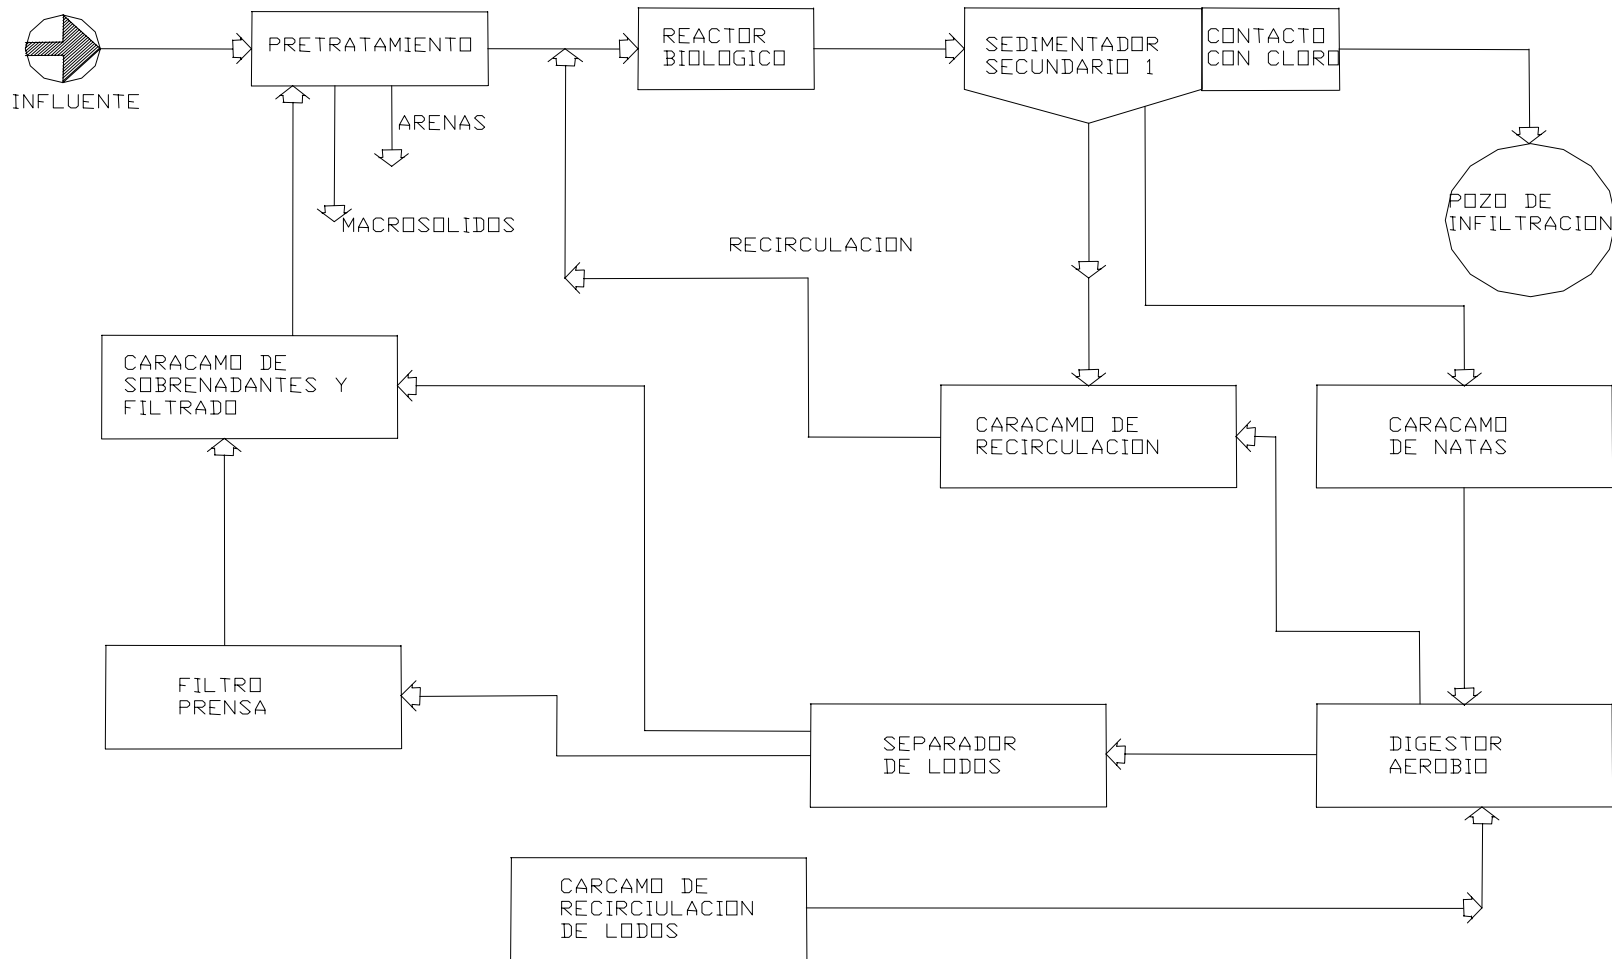 PRETRATAMIENTO
REACTOR
BIOLOGICO
SEDIMENTADOR
SECUNDARIO 1
CONTACTO
CON CLORO
INFLUENTE
ARENAS
MACROSOLIDOS
POZO DE
INFILTRACION
RECIRCULACION
CARACAMO DE
SOBRENADANTES Y
FILTRADO
CARACAMO DE
RECIRCULACION
CARACAMO
DE NATAS
FILTRO
PRENSA
SEPARADOR
DE LODOS
DIGESTOR
AEROBIO
CARCAMO DE
RECIRCIULACION
DE LODOS